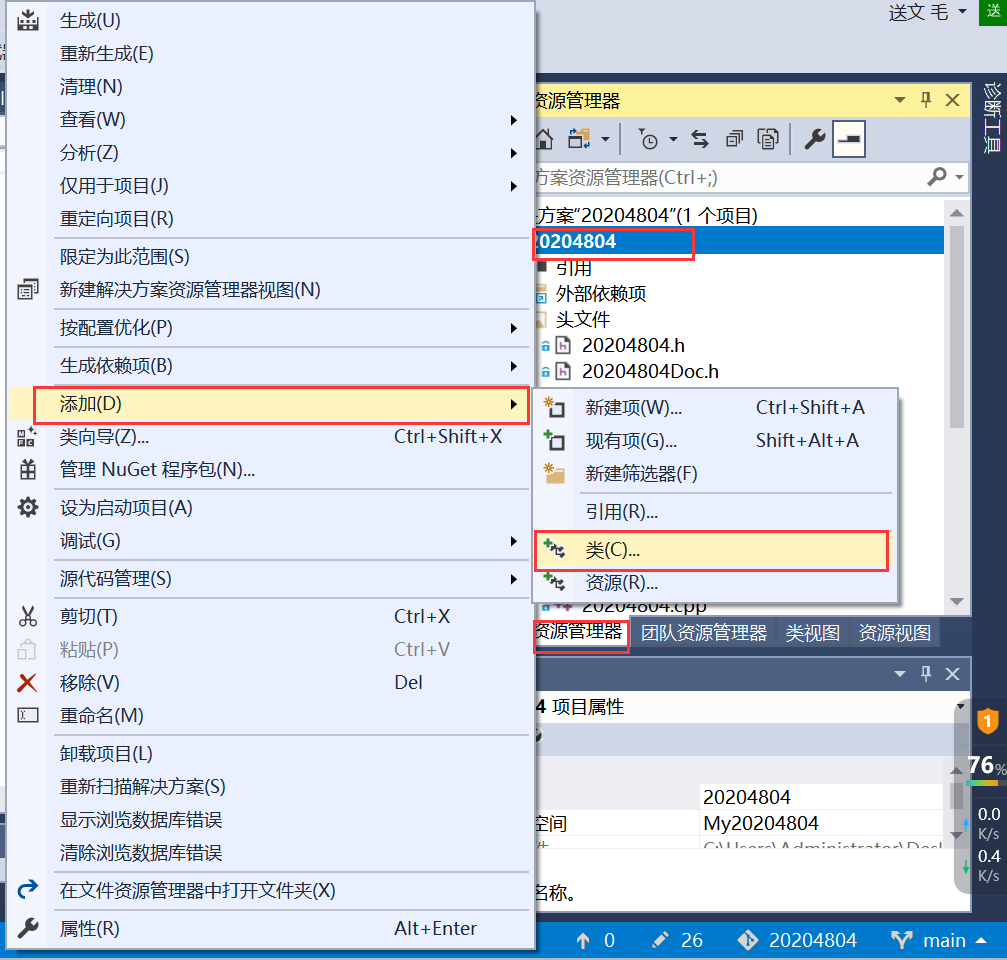 生成(U)
重新生成(E)
清理(N)
查看(W)
分析(Z)
仅用于项目(J)
重定向项目(R)
限定为此范围(S)
新建解决方案资源管理器视图(N)
按配置优化(P)
生成依赖项(B)
添加(D)
类向导(Z)... Ctrl+Shift+X
管理 NuGet 程序包(N)...
设为启动项目(A)
调试(G)
源代码管理(S)
剪切(T) Ctrl+X
粘贴(P) Ctrl+V
移除(V) Del
重命名(M)
卸载项目(L)
重新扫描解决方案(S)
显示浏览数据库错误
清除浏览数据库错误
在文件资源管理器中打开文件夹(X)
属性(R) Alt+Enter
送文 毛
送
诊断工具
资源管理器
方案资源管理器(Ctrl+;)
方案"20204804"(1 个项目)
20204804
引用
外部依赖项
头文件
20204804.h
20204804Doc.h
新建项(W)... Ctrl+Shift+A
现有项(G)... Shift+Alt+A
新建筛选器(F)
引用(R)...
类(C)...
资源(R)...
20204804.cpp
资源管理器 团队资源管理器 类视图 资源视图
4 项目属性
20204804
空间 My20204804
件 C:\Users\Administrator\Desk
名称。
1
76%
0.0
K/s
0.4
K/s
0 26 20204804 main